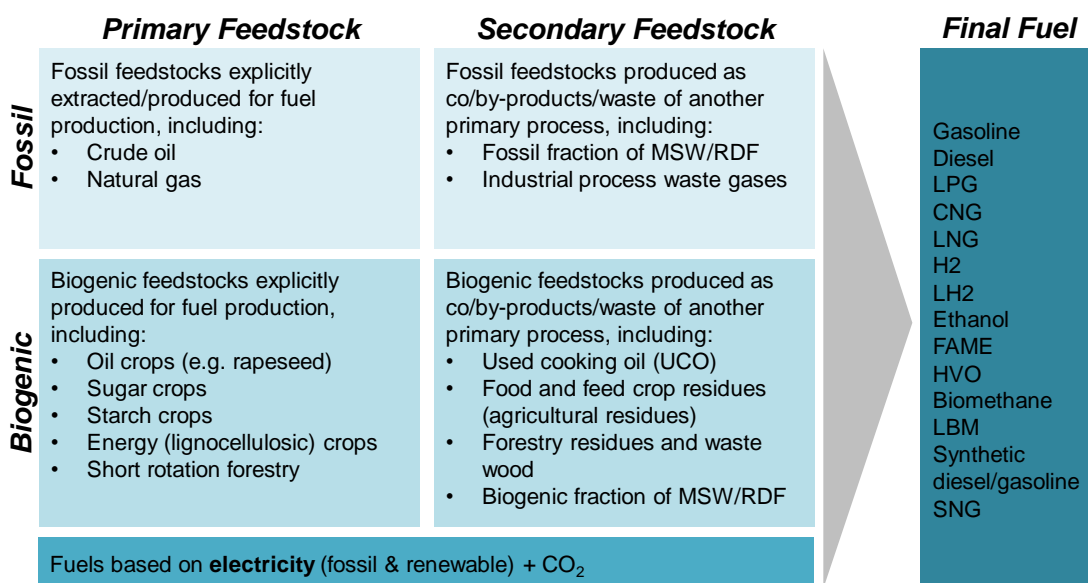 Primary Feedstock
Secondary Feedstock
Final Fuel
Fossil
Fossil feedstocks explicitly
extracted/produced for fuel
production, including:
• Crude oil
• Natural gas
Fossil feedstocks produced as
co/by-products/waste of another
primary process, including:
• Fossil fraction of MSW/RDF
• Industrial process waste gases
Biogenic
Biogenic feedstocks explicitly
produced for fuel production,
including:
• Oil crops (e.g. rapeseed)
• Sugar crops
• Starch crops
• Energy (lignocellulosic) crops
• Short rotation forestry
Biogenic feedstocks produced as
co/by-products/waste of another
primary process, including:
• Used cooking oil (UCO)
• Food and feed crop residues
(agricultural residues)
• Forestry residues and waste
wood
• Biogenic fraction of MSW/RDF
Fuels based on electricity (fossil & renewable) + CO2
Gasoline
Diesel
LPG
CNG
LNG
H2
LH2
Ethanol
FAME
HVO
Biomethane
LBM
Synthetic
diesel/gasoline
SNG